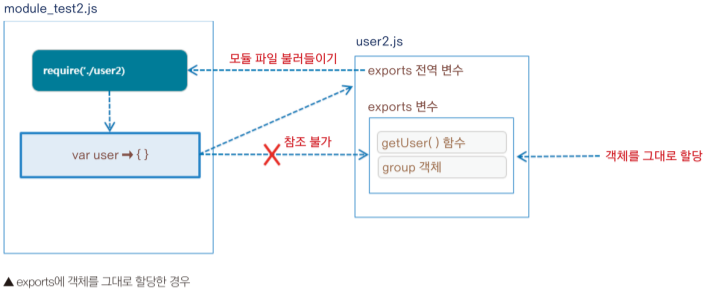 module_test2.js
user2.js
모듈 파일 불러들이기
require('./user2)
exports 전역 변수
exports 변수
var user ➡ { }
참조 불가
getUser( ) 함수
group 객체
객체를 그대로 할당
▲ exports에 객체를 그대로 할당한 경우